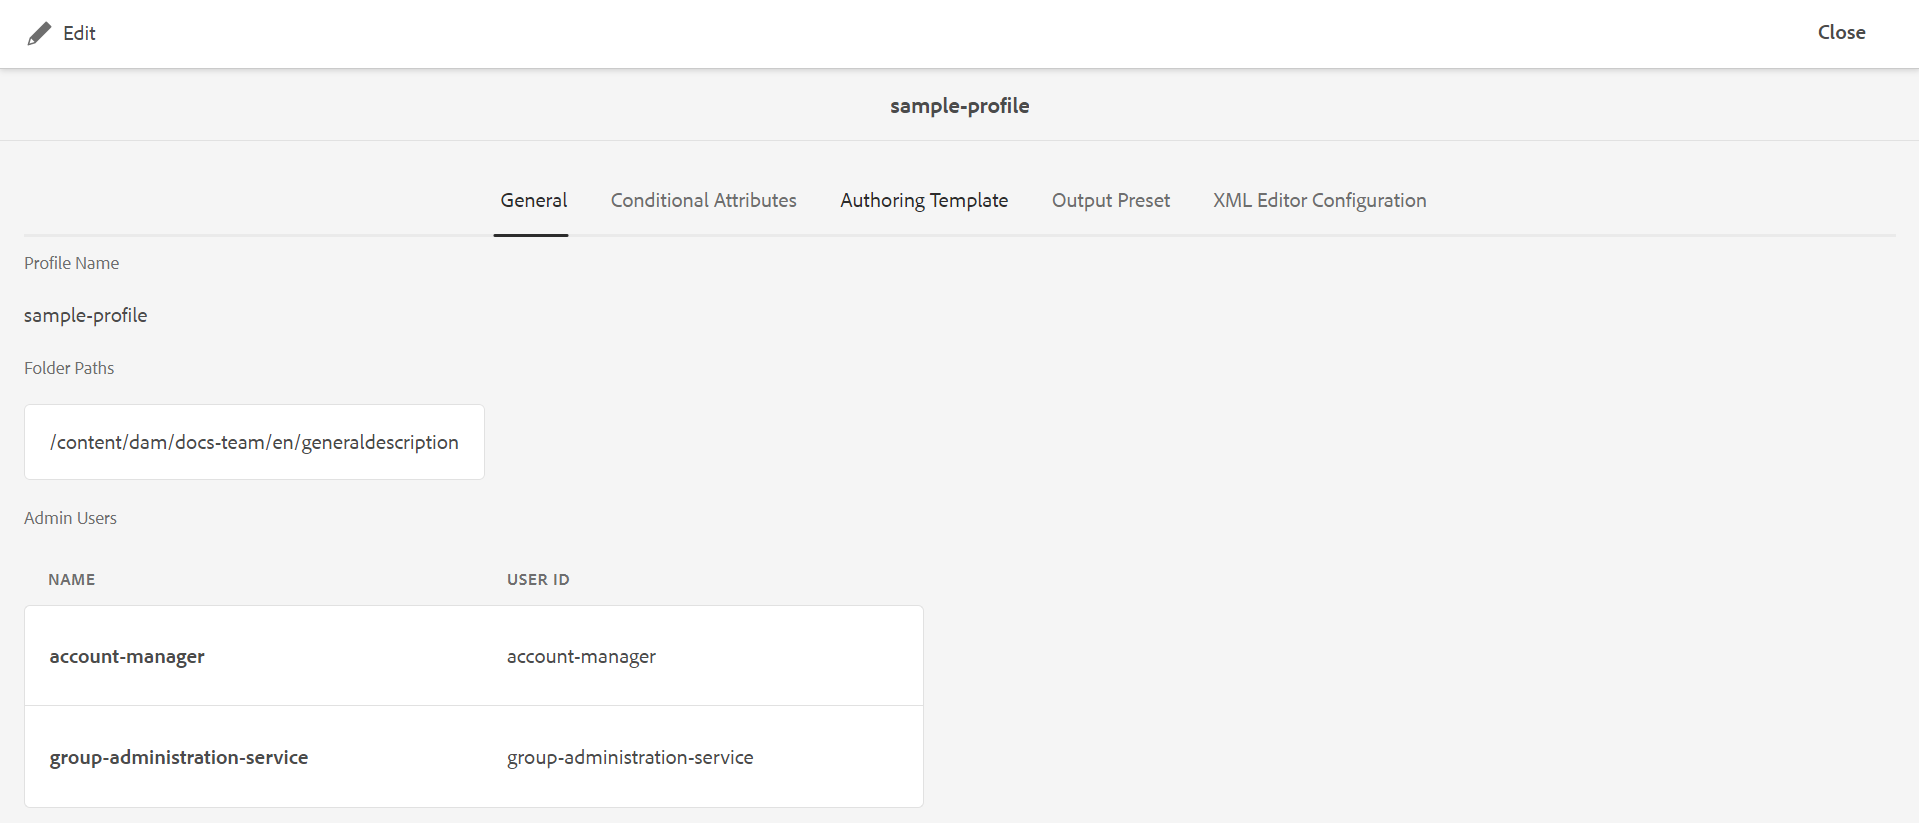 Edit Close
sample-profile
General Conditional Attributes Authoring Template Output Preset XML Editor Configuration
Profile Name
sample-profile
Folder Paths
/content/dam/docs-team/en/generaldescription
Admin Users
NAME USER ID
account-manager account-manager
group-administration-service group-administration-service